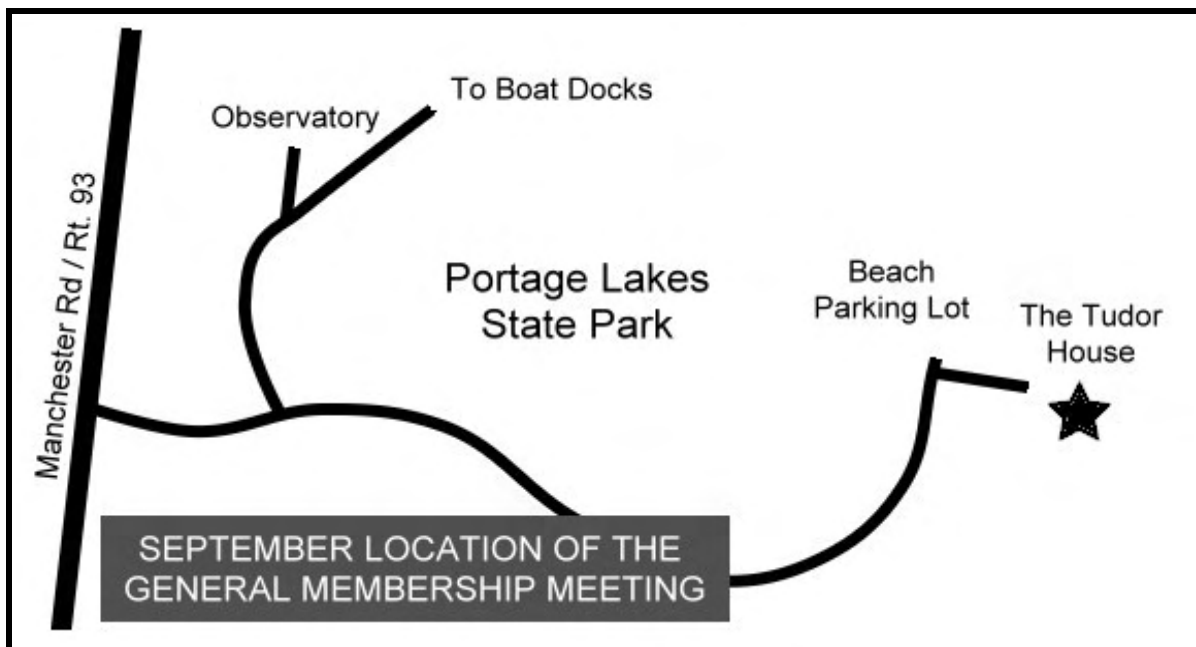 To Boat Docks
Observatory
Manchester Rd / Rt. 93
Portage Lakes
State Park
Beach
Parking Lot
The Tudor
House
SEPTEMBER LOCATION OF THE
GENERAL MEMBERSHIP MEETING